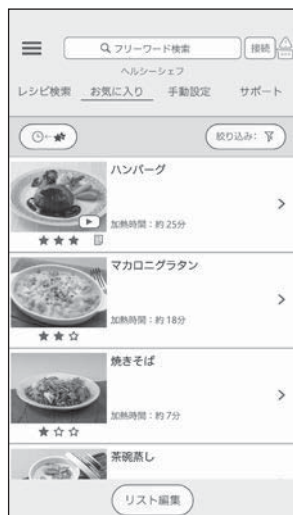 フリーワード検索
接続
ヘルシーシェフ
レシピ検索 お気に入り 手動設定 サポート
絞り込み:
ハンバーグ
加熱時間：約25分
マカロニグラタン
加熱時間：約18分
焼きそば
加熱時間：約7分
茶碗蒸し
リスト編集